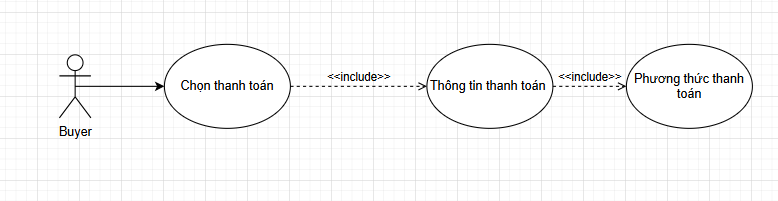 Chọn thanh toán
<<include>>
Thông tin thanh toán
<<include>>
Phương thức thanh
toán
Buyer